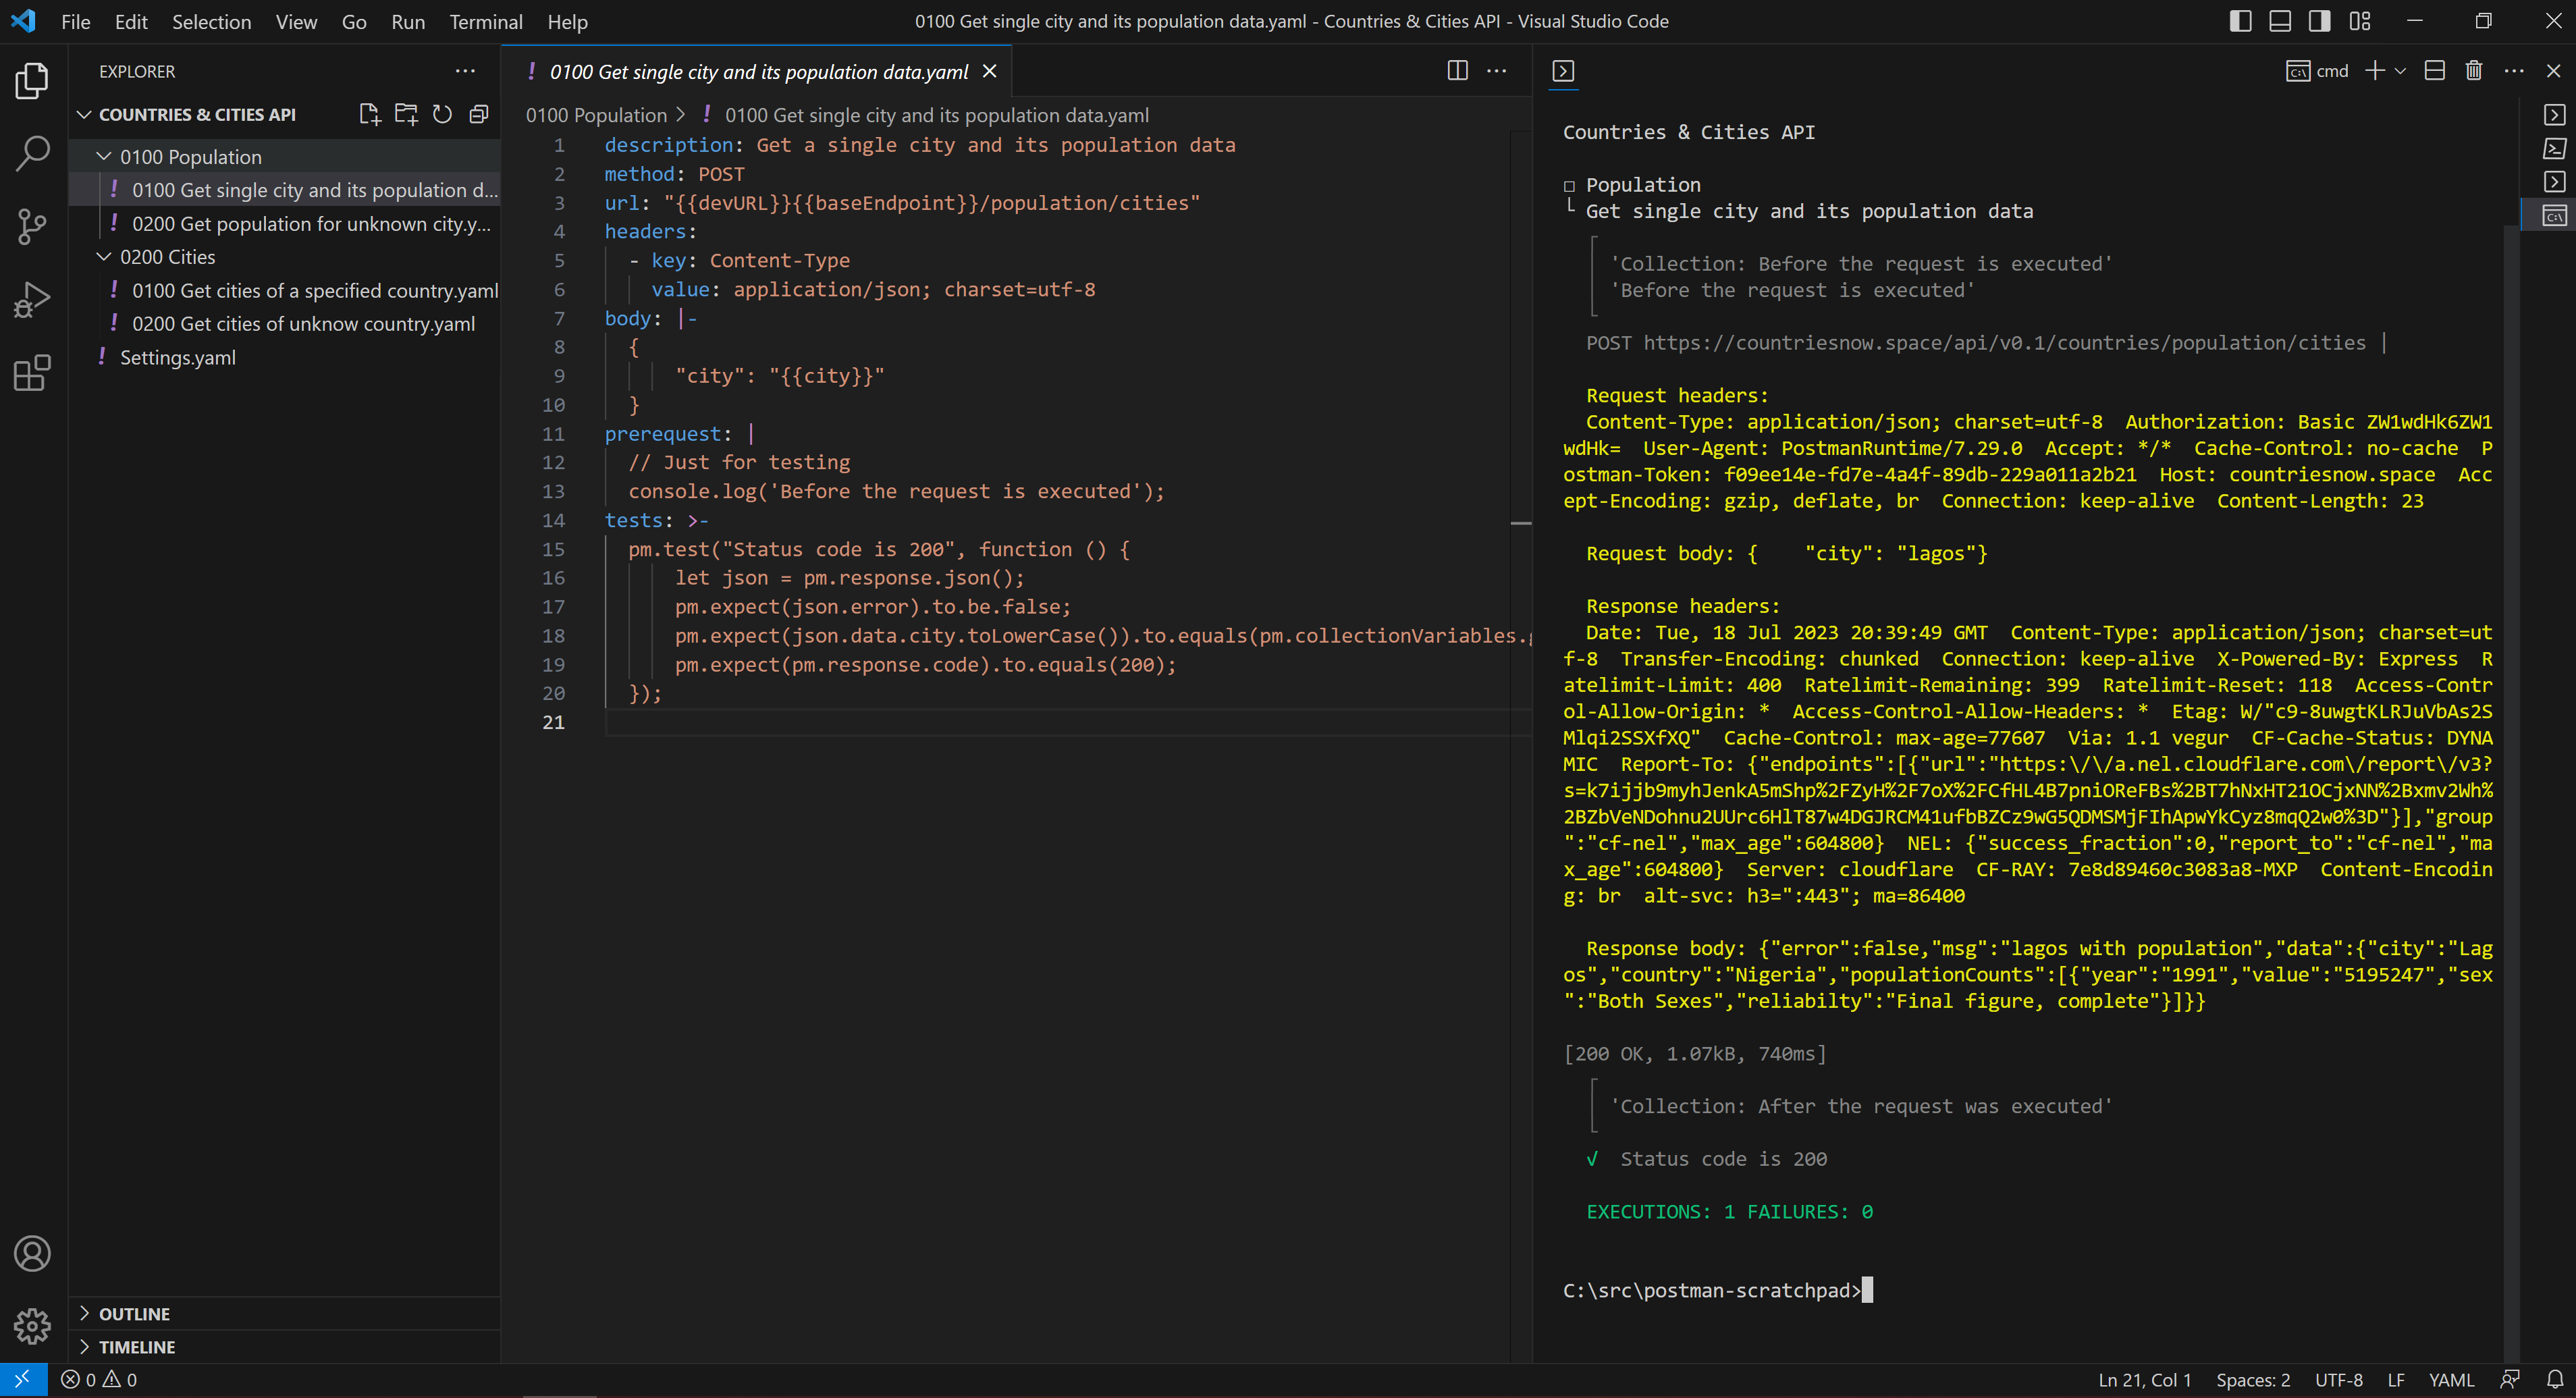 File Edit Selection View Go Run Terminal Help
0100 Get single city and its population data.yaml - Countries & Cities API - Visual Studio Code
EXPLORER
COUNTRIES & CITIES API
0100 Population
! 0100 Get single city and its population d...
! 0200 Get population for unknown city.y...
0200 Cities
! 0100 Get cities of a specified country.yaml
! 0200 Get cities of unknow country.yaml
! Settings.yaml
OUTLINE
TIMELINE
! 0100 Get single city and its population data.yaml
0100 Population > ! 0100 Get single city and its population data.yaml
1 description: Get a single city and its population data
2 method: POST
3 url: "{{devURL}}{{baseEndpoint}}/population/cities"
4 headers:
5 - key: Content-Type
6 value: application/json; charset=utf-8
7 body: |-
8 {
9 "city": "{{city}}"
10 }
11 prerequest: |
12 // Just for testing
13 console.log('Before the request is executed');
14 tests: >-
15 pm.test("Status code is 200", function () {
16 let json = pm.response.json();
17 pm.expect(json.error).to.be.false;
18 pm.expect(json.data.city.toLowerCase()).to.equals(pm.collectionVariables.
19 pm.expect(pm.response.code).to.equals(200);
20 });
21
cmd
Countries & Cities API
□ Population
└ Get single city and its population data
'Collection: Before the request is executed'
'Before the request is executed'
POST https://countriesnow.space/api/v0.1/countries/population/cities |
Request headers:
Content-Type: application/json; charset=utf-8  Authorization: Basic ZW1wdHk6ZW1
wdHk=  User-Agent: PostmanRuntime/7.29.0  Accept: */*  Cache-Control: no-cache  P
ostman-Token: f09ee14e-fd7e-4a4f-89db-229a011a2b21  Host: countriesnow.space  Acc
ept-Encoding: gzip, deflate, br  Connection: keep-alive  Content-Length: 23
Request body: {    "city": "lagos"}
Response headers:
Date: Tue, 18 Jul 2023 20:39:49 GMT  Content-Type: application/json; charset=ut
f-8  Transfer-Encoding: chunked  Connection: keep-alive  X-Powered-By: Express  R
atelimit-Limit: 400  Ratelimit-Remaining: 399  Ratelimit-Reset: 118  Access-Contr
ol-Allow-Origin: *  Access-Control-Allow-Headers: *  Etag: W/"c9-8uwgtKLRJuVbAs2S
Mlqi2SSXfXQ"  Cache-Control: max-age=77607  Via: 1.1 vegur  CF-Cache-Status: DYNA
MIC  Report-To: {"endpoints":[{"url":"https:\/\/a.nel.cloudflare.com\/report\/v3?
s=k7ijjb9myhJenkA5mShp%2FZyH%2F7oX%2FCfHL4B7pniOReFBs%2BT7hNxHT21OCjxNN%2Bxmv2Wh%
2BZbVeNDohnu2UUrc6HlT87w4DGJRCM41ufbBZCz9wG5QDMSMjFIhApwYkCyz8mqQ2w0%3D"}],"group
":"cf-nel","max_age":604800}  NEL: {"success_fraction":0,"report_to":"cf-nel","ma
x_age":604800}  Server: cloudflare  CF-RAY: 7e8d89460c3083a8-MXP  Content-Encodin
g: br  alt-svc: h3=":443"; ma=86400
Response body: {"error":false,"msg":"lagos with population","data":{"city":"Lag
os","country":"Nigeria","populationCounts":[{"year":"1991","value":"5195247","sex
":"Both Sexes","reliabilty":"Final figure, complete"}]}}
[200 OK, 1.07kB, 740ms]
'Collection: After the request was executed'
√ Status code is 200
EXECUTIONS: 1 FAILURES: 0
C:\src\postman-scratchpad>
0 0
Ln 21, Col 1 Spaces: 2 UTF-8 LF YAML